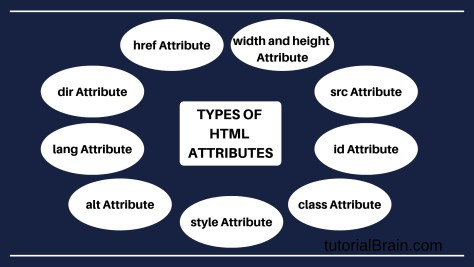 href Attribute
width and height
Attribute
dir Attribute
src Attribute
TYPES OF
HTML
ATTRIBUTES
lang Attribute
id Attribute
alt Attribute
class Attribute
style Attribute
tutorialBrain.com